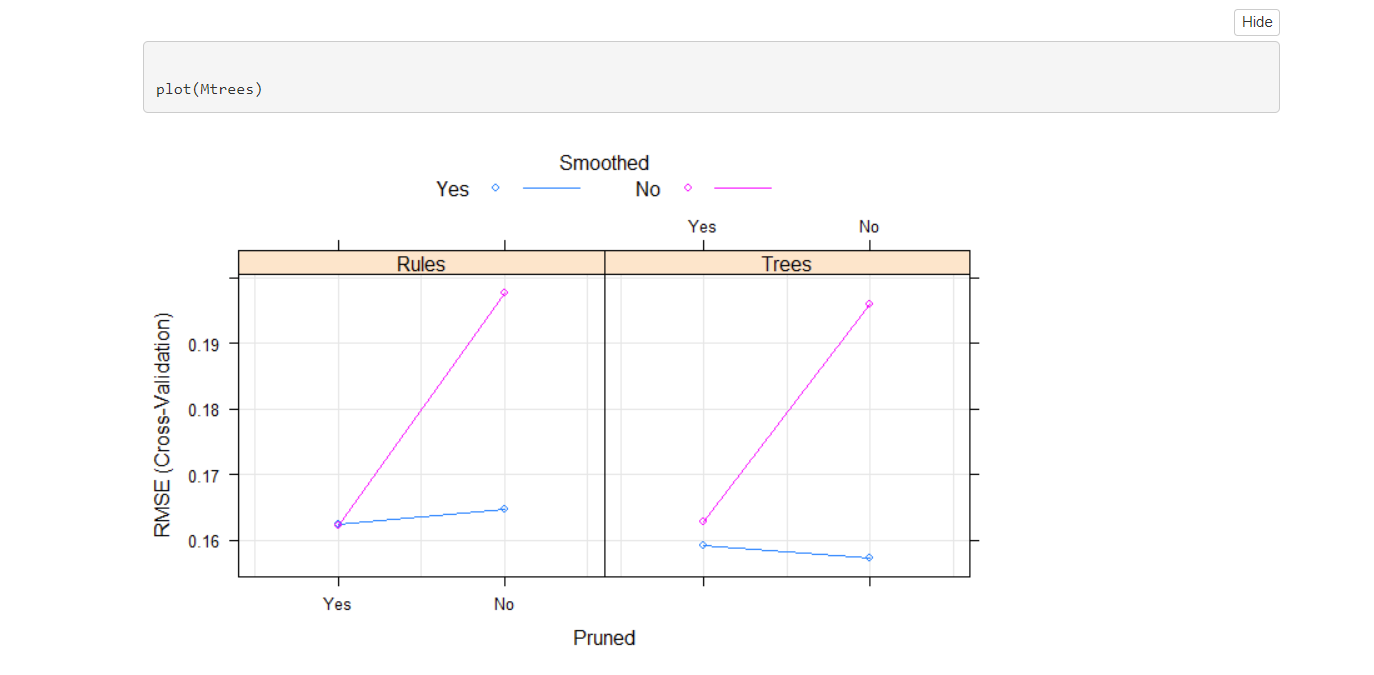 Hide
plot(Mtrees)
Smoothed
Yes No
Yes No
Rules Trees
RMSE (Cross-Validation)
0.19
0.18
0.17
0.16
Yes No
Pruned